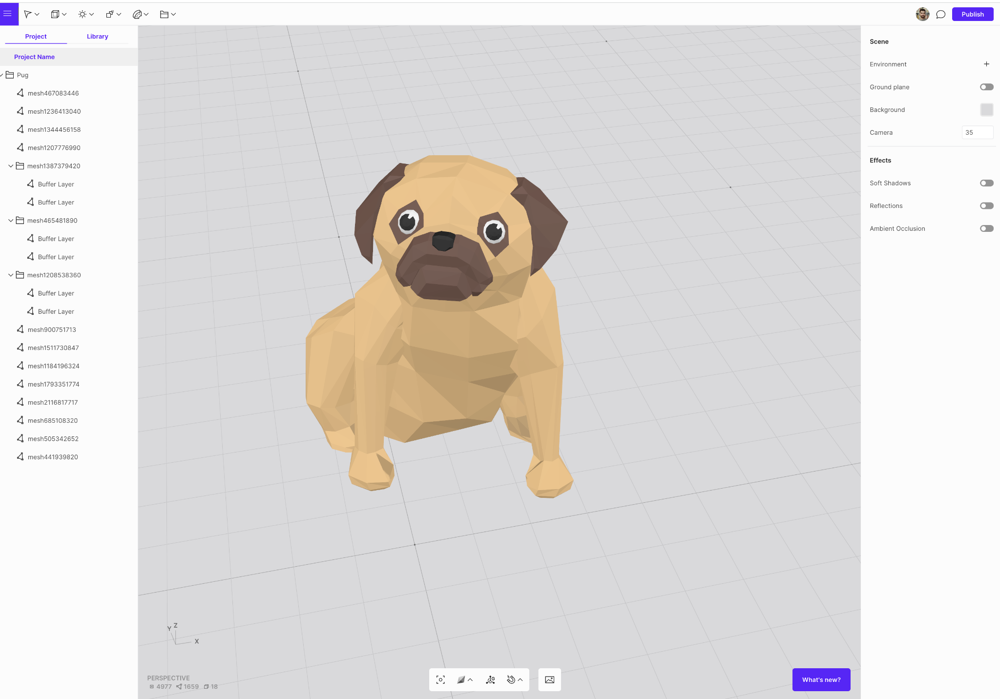 Publish
Project
Library
Project Name
Pug
mesh467083446
mesh1236413040
mesh1344456158
mesh1207776990
mesh1387379420
Buffer Layer
Buffer Layer
mesh465481890
Buffer Layer
Buffer Layer
mesh1208538360
Buffer Layer
Buffer Layer
mesh900751713
mesh1511730847
mesh1184196324
mesh1793351774
mesh2116817717
mesh685108320
mesh505342652
mesh441939820
Y Z
X
PERSPECTIVE
4977 1659 18
G
What's new?
Scene
Environment
Ground plane
Background
Camera 35
Effects
Soft Shadows
Reflections
Ambient Occlusion